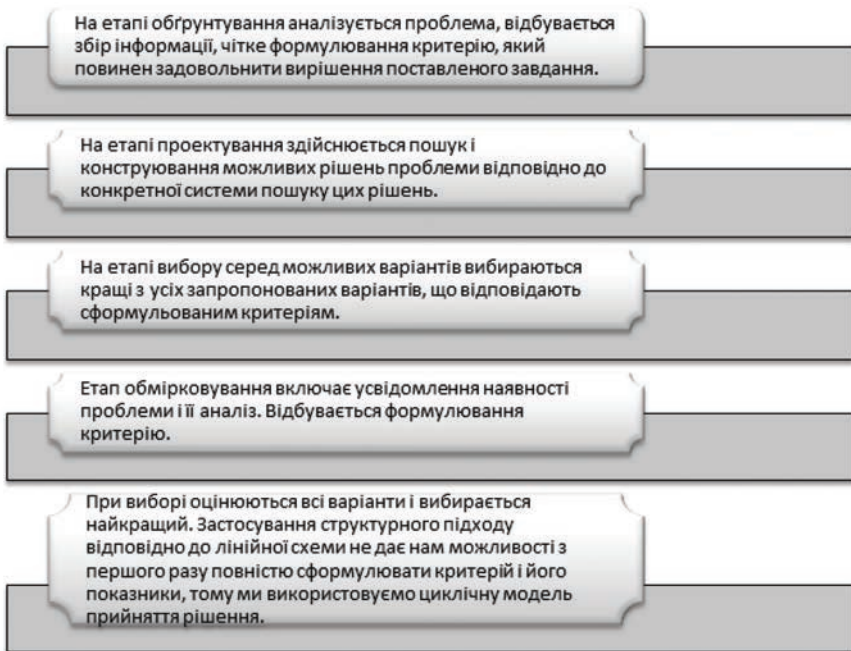 На етапі обґрунтування аналізується проблема, відбувається
збір інформації, чітке формулювання критерію, який
повинен задовольнити вирішення поставленого завдання.
На етапі проектування здійснюється пошук і
конструювання можливих рішень проблеми відповідно до
конкретної системи пошуку цих рішень.
На етапі вибору серед можливих варіантів вибираються
кращі з усіх запропонованих варіантів, що відповідають
сформульованим критеріям.
Етап обмірковування включає усвідомлення наявності
проблеми і її аналіз. Відбувається формулювання
критерію.
При виборі оцінюються всі варіанти і вибирається
найкращий. Застосування структурного підходу
відповідно до лінійної схеми не дає нам можливості з
першого разу повністю сформулювати критерій і його
показники, тому ми використовуємо циклічну модель
прийняття рішення.